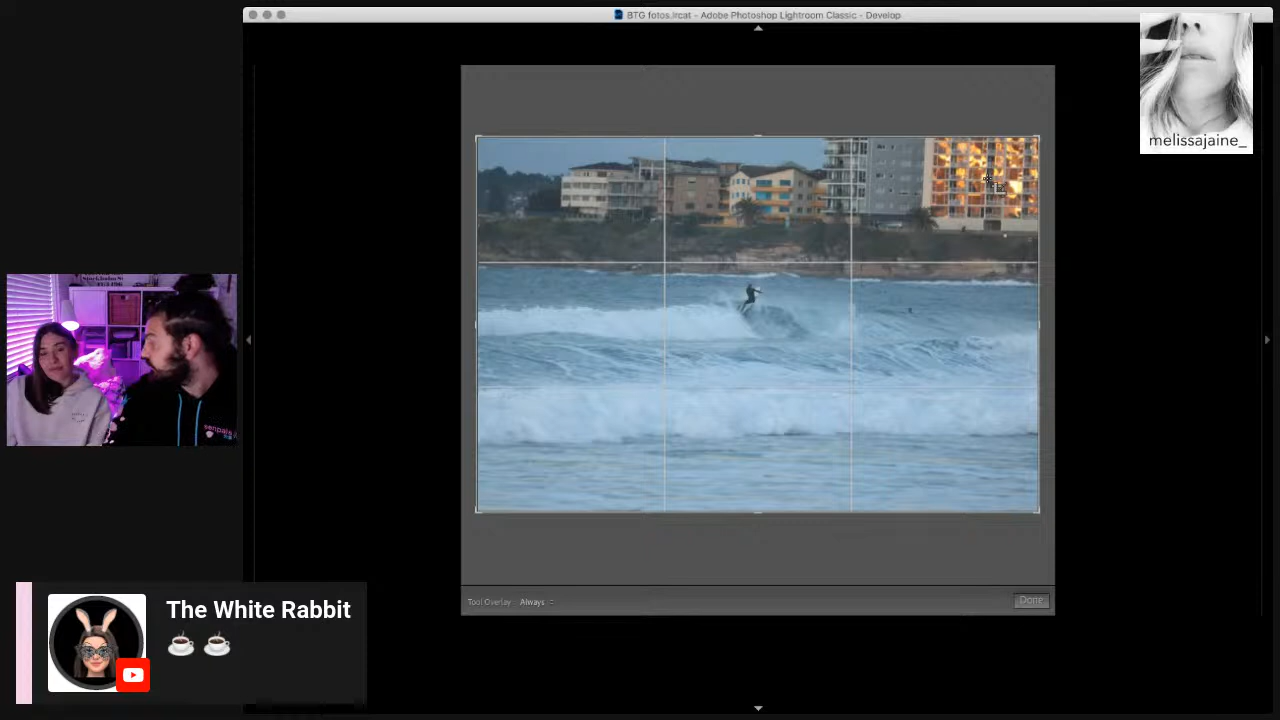 BTG fotos.lrcat - Adobe Photoshop Lightroom Classic - Develop
melissajaine_
Tool Overlay Always
Done
The White Rabbit